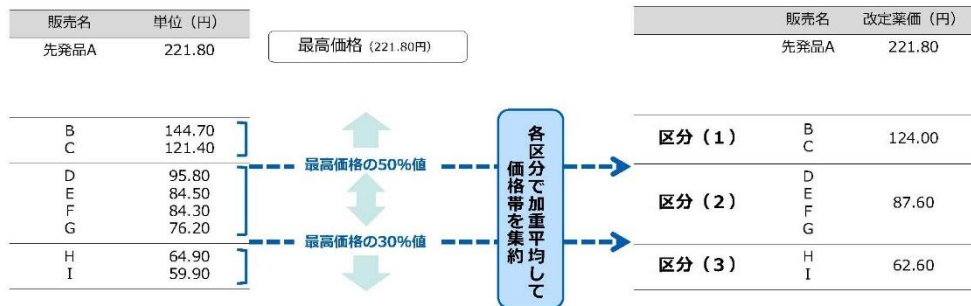 販売名 単位（円）
先発品A 221.80
B 144.70
C 121.40
D 95.80
E 84.50
F 84.30
G 76.20
H 64.90
I 59.90
最高価格（221.80円）
最高価格の50%値
最高価格の30%値
各区分で加重平均して
価格帯を集約
販売名 改定薬価（円）
先発品A 221.80
区分（1） B C 124.00
区分（2） D E F G 87.60
区分（3） H I 62.60